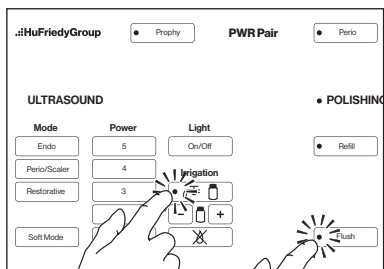 .::HuFriedyGroup
Prophy
PWR Pair
Perio
ULTRASOUND
• POLISHING
Mode
Power
Light
Endo
5
On/Off
Refill
Perio/Scaler
4
Irrigation
Restorative
3
- +
Soft Mode
Flush